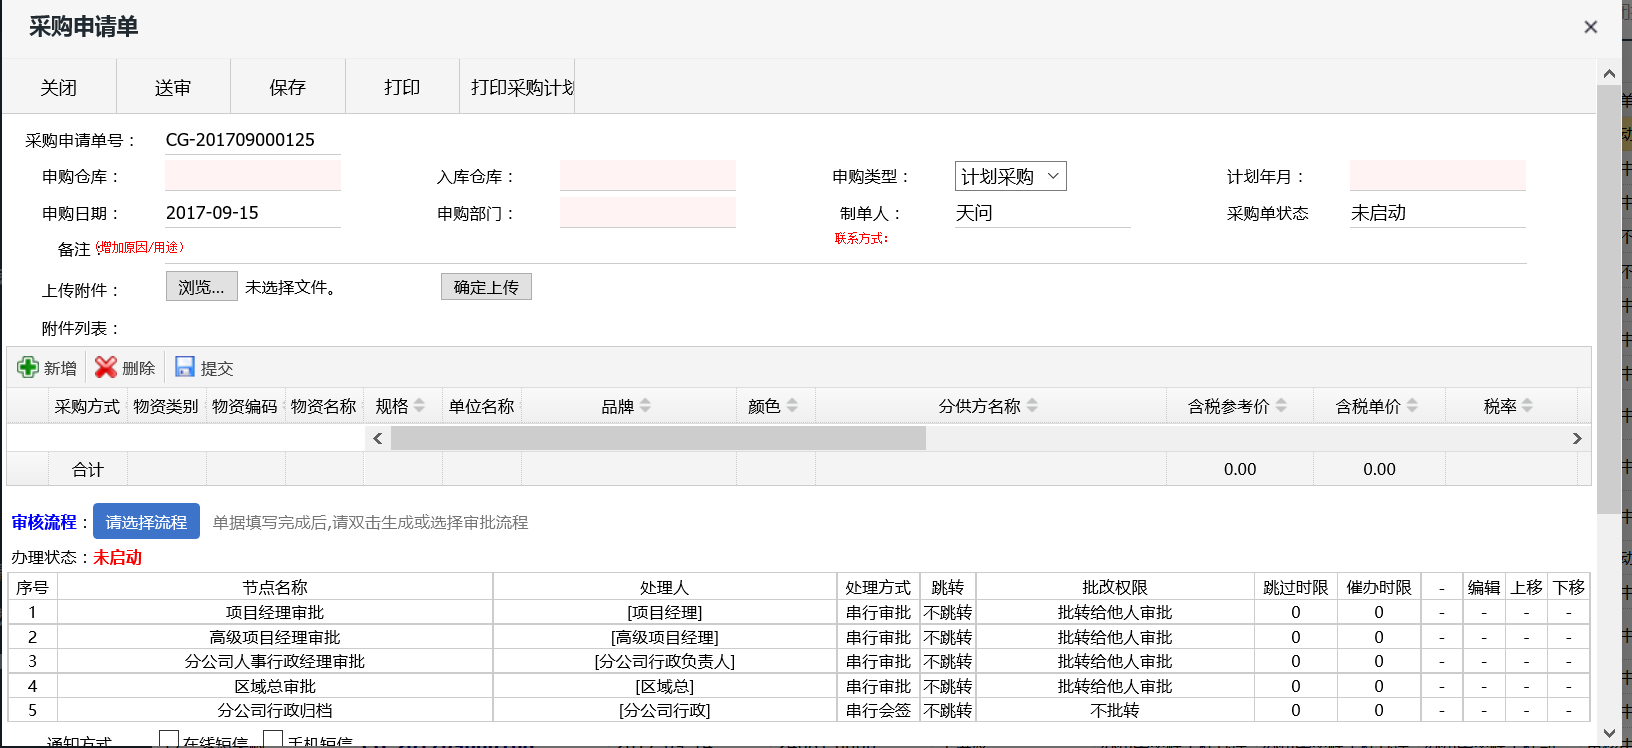 采购申请单
关闭 送审 保存 打印 打印采购计划
采购申请单号： CG-201709000125
申购仓库： 入库仓库： 申购类型： 计划采购 计划年月：
申购日期： 2017-09-15 申购部门： 制单人： 天问 采购单状态 未启动
备注： (增加原因/用途) 联系方式：
上传附件： 浏览... 未选择文件。 确定上传
附件列表：
新增 删除 提交
采购方式 物资类别 物资编码 物资名称 规格 单位名称 品牌 颜色 分供方名称 含税参考价 含税单价 税率
合计 0.00 0.00
审核流程： 请选择流程 单据填写完成后,请双击生成或选择审批流程
办理状态：未启动
序号 节点名称 处理人 处理方式 跳转 批改权限 跳过时限 催办时限 - 编辑 上移 下移
1 项目经理审批 [项目经理] 串行审批 不跳转 批转给他人审批 0 0 - - - -
2 高级项目经理审批 [高级项目经理] 串行审批 不跳转 批转给他人审批 0 0 - - - -
3 分公司人事行政经理审批 [分公司行政负责人] 串行审批 不跳转 批转给他人审批 0 0 - - - -
4 区域总审批 [区域总] 串行审批 不跳转 批转给他人审批 0 0 - - - -
5 分公司行政归档 [分公司行政] 串行会签 不跳转 不批转 0 0 - - - -
通知方式 在线短信 手机短信